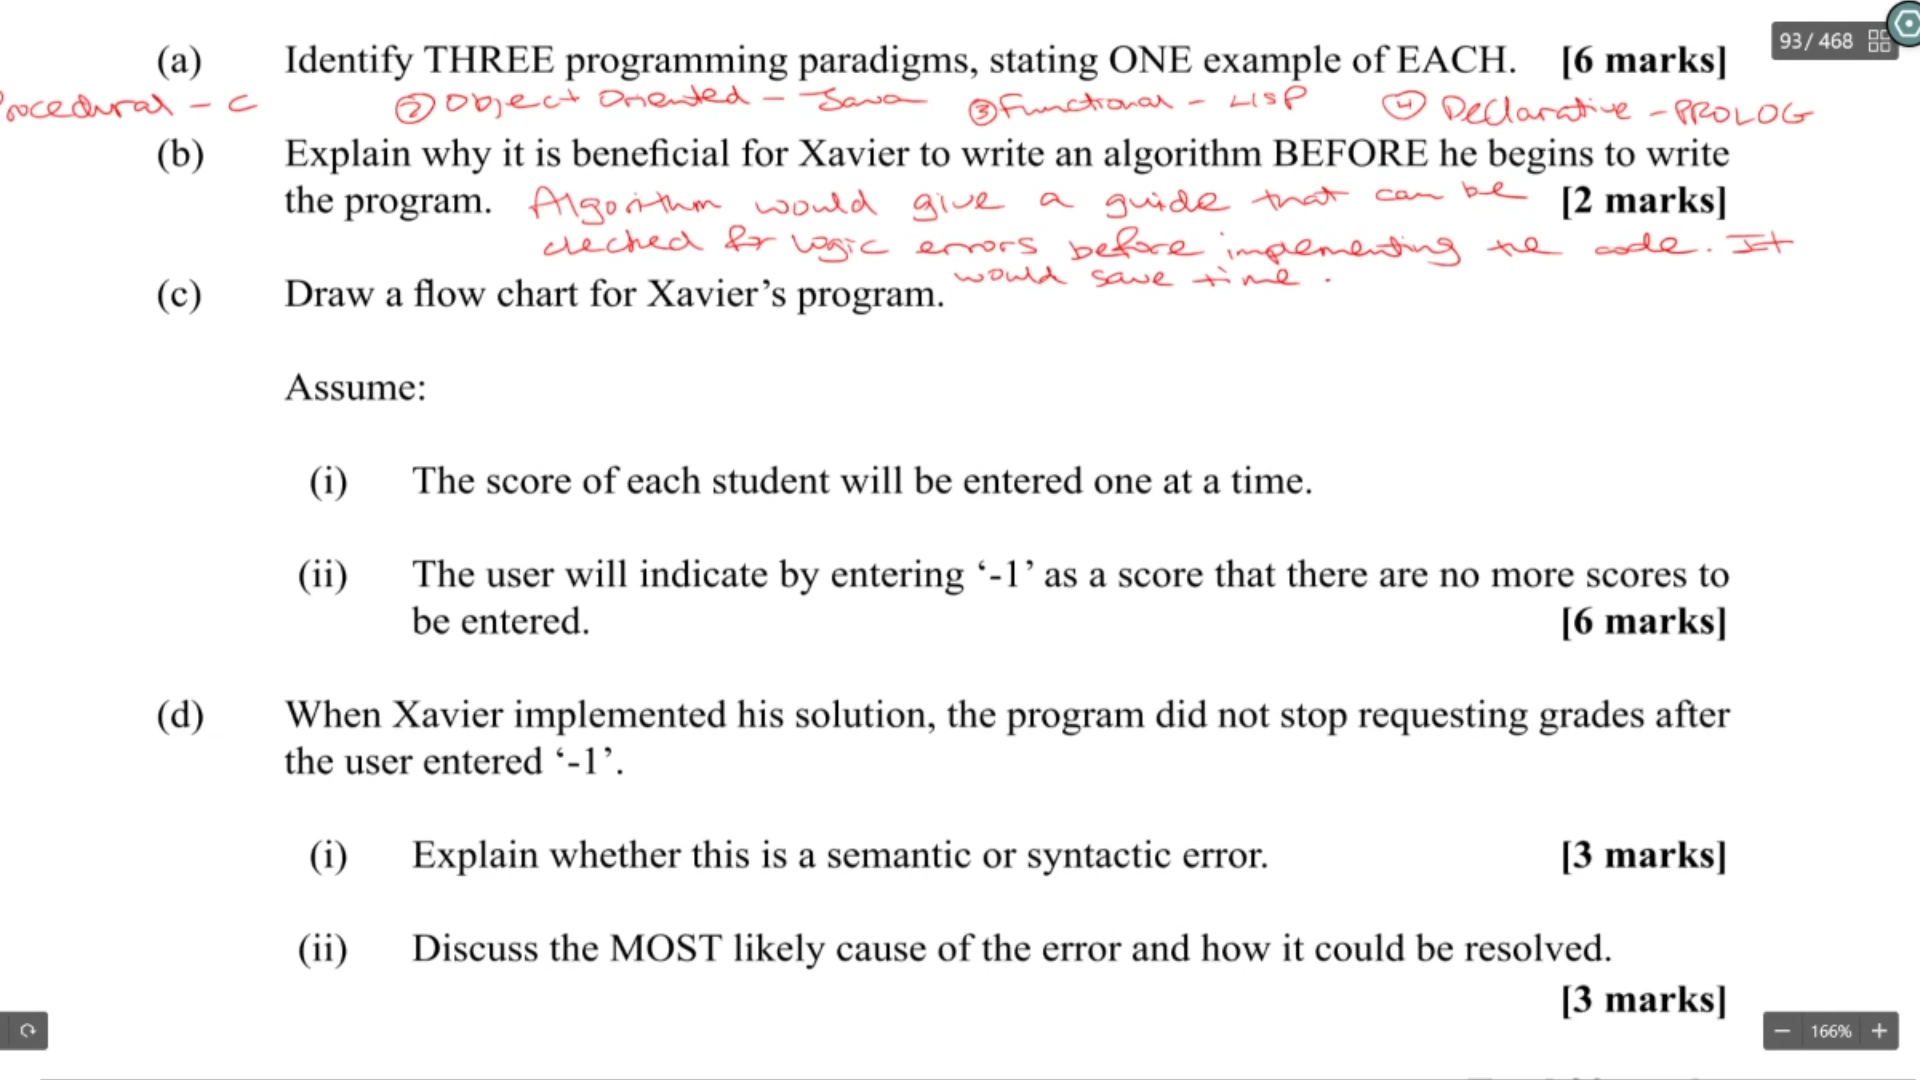 93 / 468
(a) Identify THREE programming paradigms, stating ONE example of EACH. [6 marks]
rocedural - C ② Object Oriented - Java ③ Functional - LISP ④ Declarative - PROLOG
(b) Explain why it is beneficial for Xavier to write an algorithm BEFORE he begins to write
the program. Algorithm would give a guide that can be [2 marks]
checked for logic errors before implementing the code. It
would save time.
(c) Draw a flow chart for Xavier’s program.
Assume:
(i) The score of each student will be entered one at a time.
(ii) The user will indicate by entering ‘-1’ as a score that there are no more scores to
be entered. [6 marks]
(d) When Xavier implemented his solution, the program did not stop requesting grades after
the user entered ‘-1’.
(i) Explain whether this is a semantic or syntactic error. [3 marks]
(ii) Discuss the MOST likely cause of the error and how it could be resolved.
[3 marks]
− 166% +